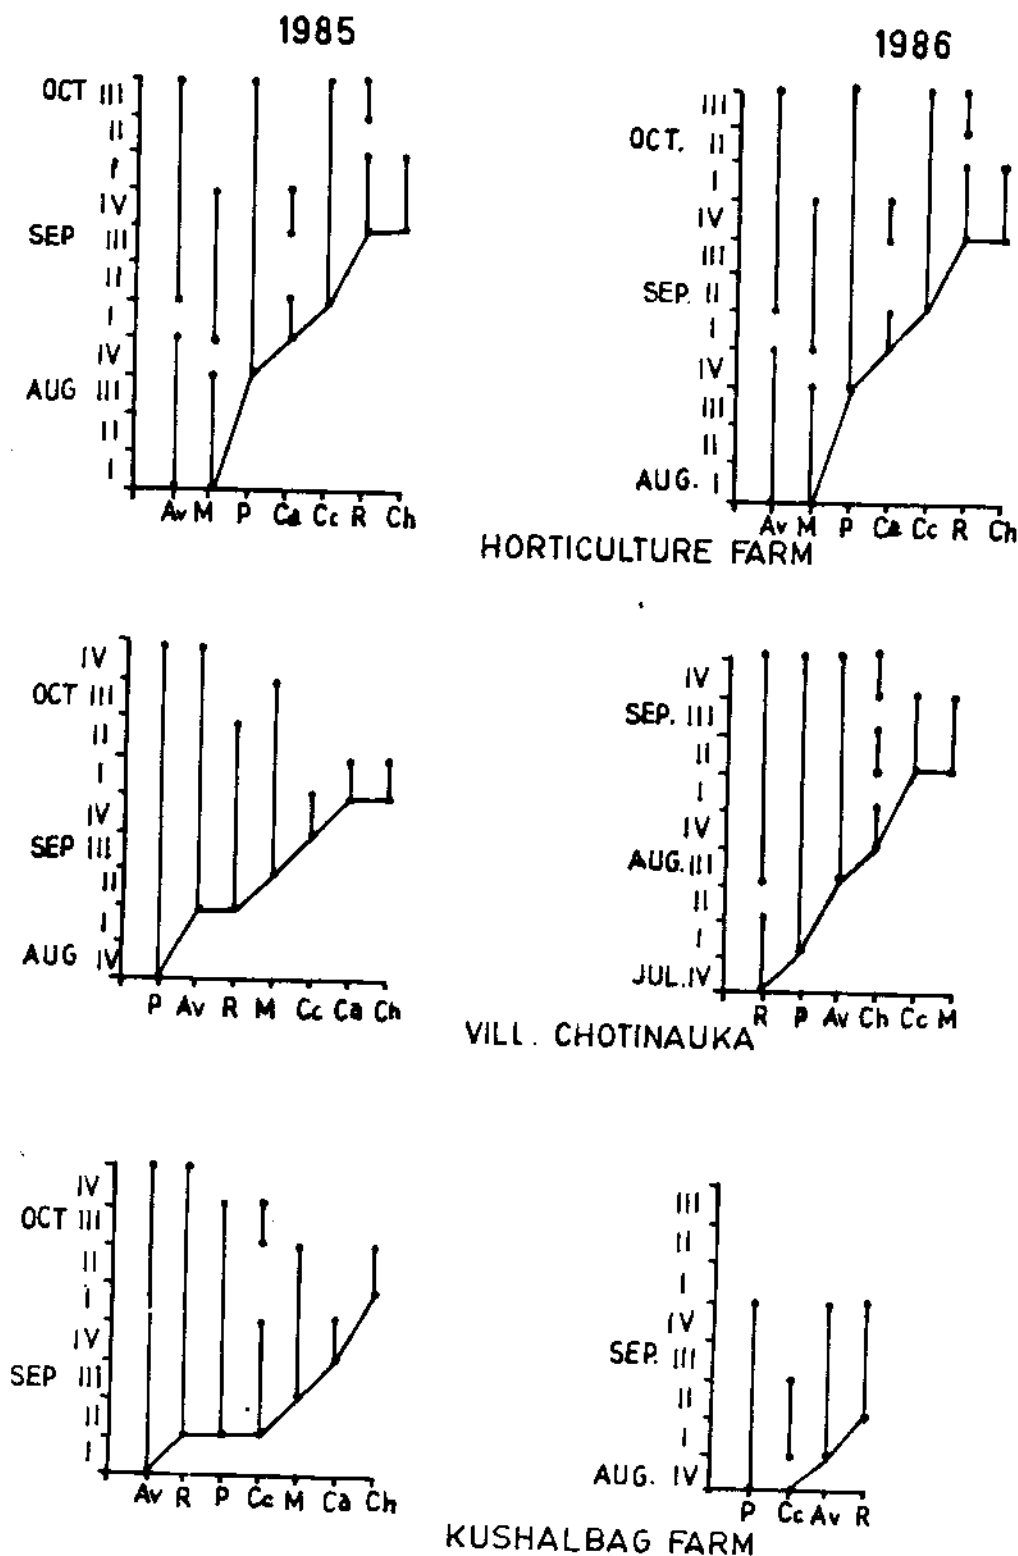 1985
1986
OCT III
II
I
IV
SEP III
II
I
IV
AUG III
II
I
Av M P Ca Cc R Ch
III
OCT. II
I
IV
III
SEP. II
I
IV
III
II
AUG. I
Av M P Ca Cc R Ch
HORTICULTURE FARM
IV
OCT III
II
I
IV
SEP III
II
I
AUG IV
P Av R M Cc Ca Ch
IV
SEP. III
II
I
IV
AUG. III
II
I
JUL. IV
R P Av Ch Cc M
VILL. CHOTINAUKA
IV
OCT III
II
I
IV
SEP III
II
I
Av R P Cc M Ca Ch
III
II
I
IV
SEP. III
II
I
AUG. IV
P Cc Av R
KUSHALBAG FARM